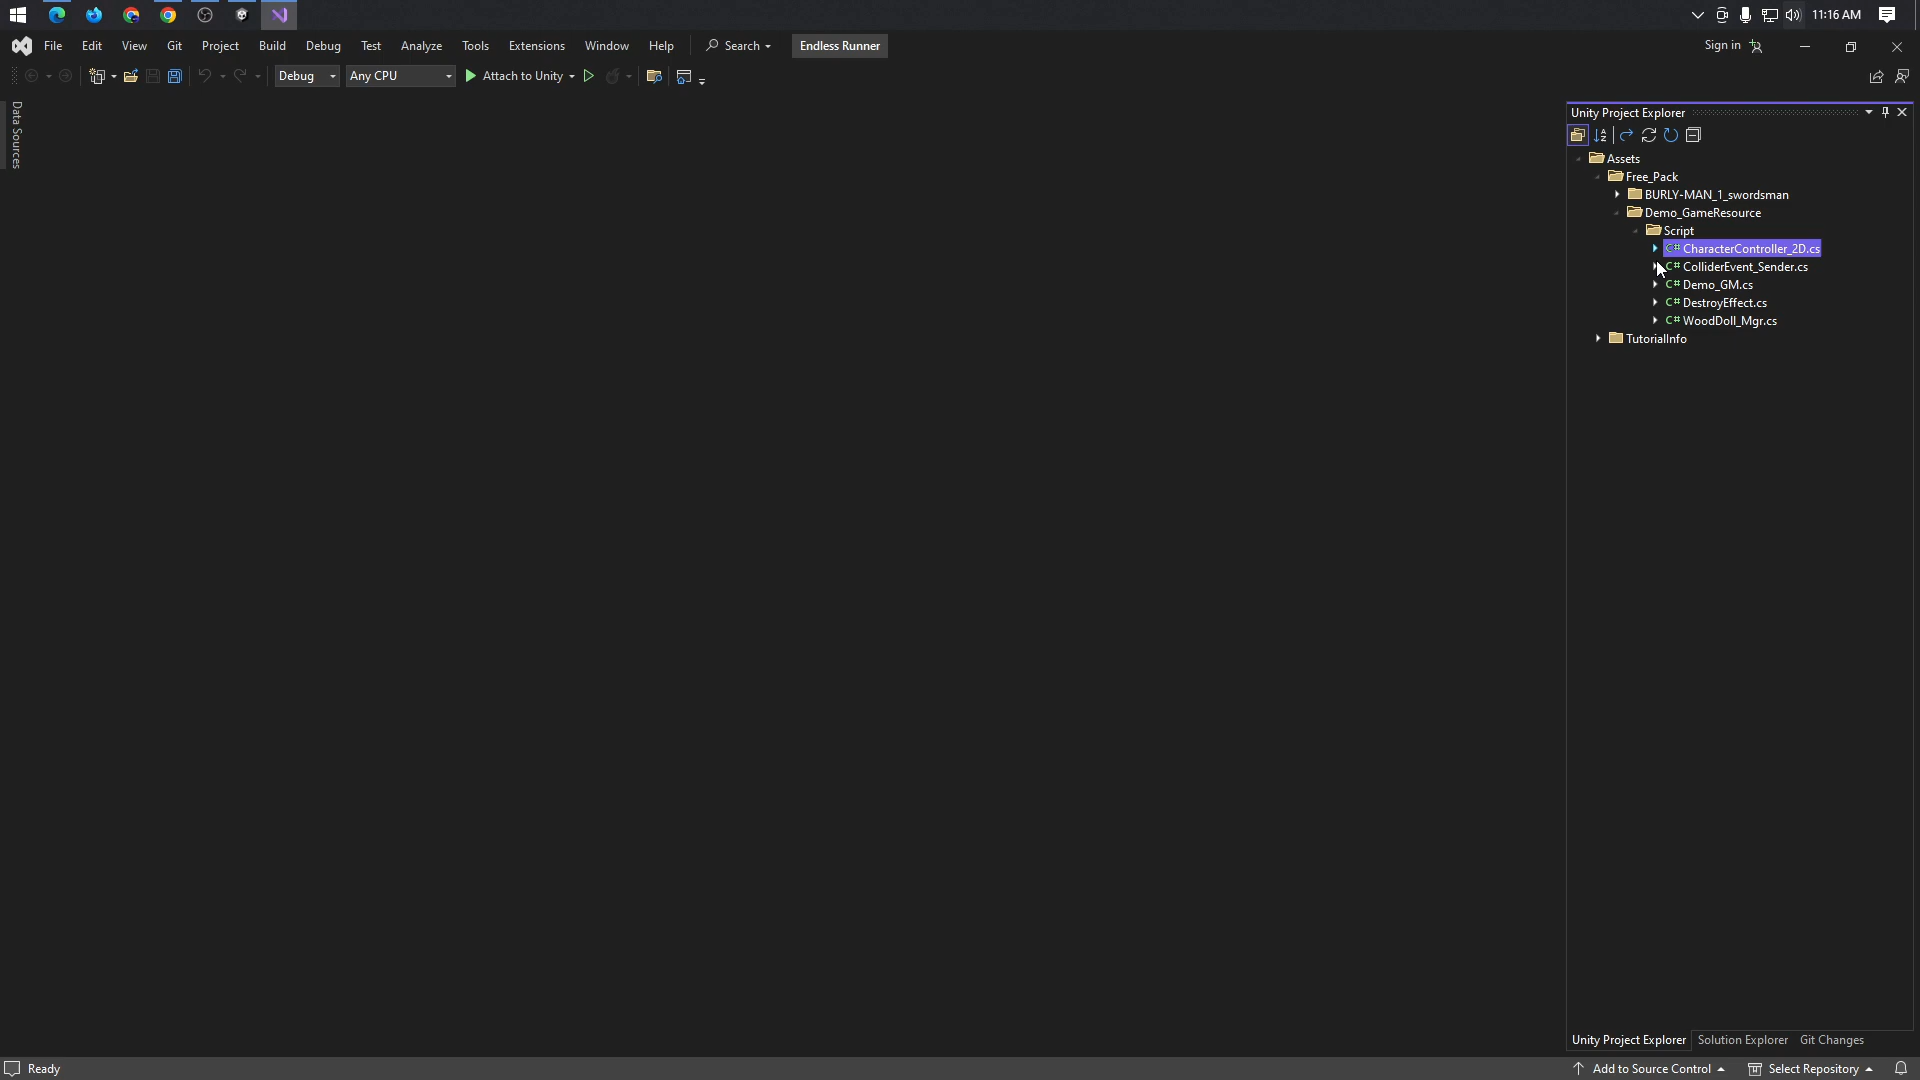 11:16 AM
File Edit View Git Project Build Debug Test Analyze Tools Extensions Window Help Search Endless Runner Sign in
Debug Any CPU Attach to Unity
Data Sources
Unity Project Explorer
Assets
Free_Pack
BURLY-MAN_1_swordsman
Demo_GameResource
Script
C# CharacterController_2D.cs
C# ColliderEvent_Sender.cs
C# Demo_GM.cs
C# DestroyEffect.cs
C# WoodDoll_Mgr.cs
TutorialInfo
Unity Project Explorer Solution Explorer Git Changes
Ready Add to Source Control Select Repository